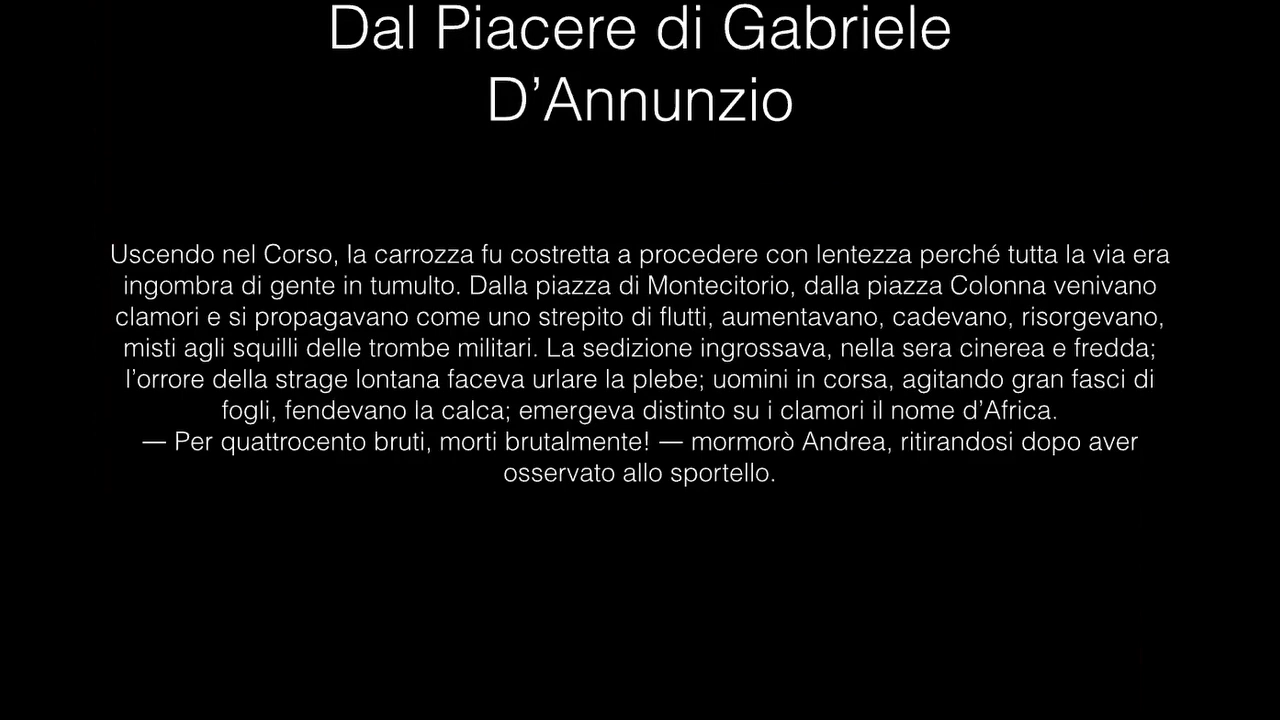 Dal Piacere di Gabriele
D’Annunzio
Uscendo nel Corso, la carrozza fu costretta a procedere con lentezza perché tutta la via era
ingombra di gente in tumulto. Dalla piazza di Montecitorio, dalla piazza Colonna venivano
clamori e si propagavano come uno strepito di flutti, aumentavano, cadevano, risorgevano,
misti agli squilli delle trombe militari. La sedizione ingrossava, nella sera cinerea e fredda;
l’orrore della strage lontana faceva urlare la plebe; uomini in corsa, agitando gran fasci di
fogli, fendevano la calca; emergeva distinto su i clamori il nome d’Africa.
— Per quattrocento bruti, morti brutalmente! — mormorò Andrea, ritirandosi dopo aver
osservato allo sportello.